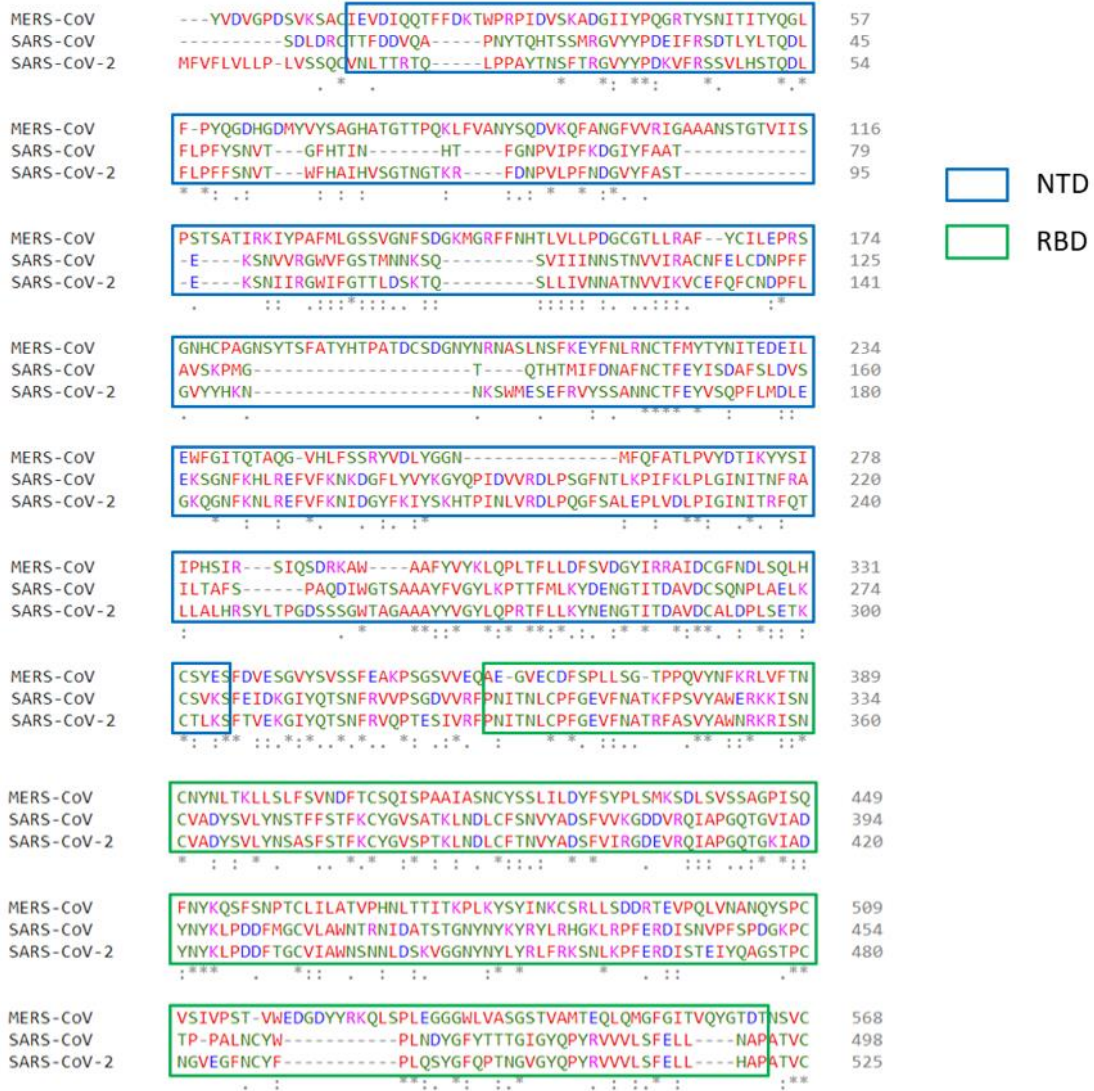 MERS-CoV ---YVDVGPDSVKSACIEVDIQQTFFDKTWPRPIDVSKADGIIYPQGRTYSNITITYQGL 57
SARS-CoV ----------SDLDRCTTFDDVQA-----PNYTQHTSSMRGVYYPDEIFRSDTLYLTQDL 45
SARS-CoV-2 MFVFLVLLP-LVSSQCVNLTTRTQ-----LPPAYTNSFTRGVYYPDKVFRSSVLHSTQDL 54
NTD
RBD
MERS-CoV F-PYQGDHGDMYVYSAGHATGTTPQKLFVANYSQDVKQFANGFVVRIGAAANSTGTVIIS 116
SARS-CoV FLPFYSNVT---GFHTIN-------HT----FGNPVIPFKDGIYFAAT------------ 79
SARS-CoV-2 FLPFFSNVT---WFHAIHVSGTNGTKR----FDNPVLPFNDGVYFAST------------ 95
MERS-CoV PSTSATIRKIYPAFMLGSSVGNFSDGKMGRFFNHTLVLLPDGCGTLLRAF--YCILEPRS 174
SARS-CoV -E----KSNVVRGWVFGSTMNNKSQ---------SVIIINNSTNVVIRACNFELCDNPFF 125
SARS-CoV-2 -E----KSNIIRGWIFGTTLDSKTQ---------SLLIVNNATNVVIKVCEFQFCNDPFL 141
MERS-CoV GNHCPAGNSYTSFATYHTPATDCSDGNYNRNASLNSFKEYFNLRNCTFMYTYNITEDEIL 234
SARS-CoV AVSKPMG---------------------T----QTHTMIFDNAFNCTFEYISDAFSLDVS 160
SARS-CoV-2 GVYYHKN---------------------NKSWMESEFRVYSSANNCTFEYVSQPFLMDLE 180
MERS-CoV EWFGITQTAQG-VHLFSSRYVDLYGGN---------------MFQFATLPVYDTIKYYSI 278
SARS-CoV EKSGNFKHLREFVFKNKDGFLYVYKGYQPIDVVRDLPSGFNTLKPIFKLPLGINITNFRA 220
SARS-CoV-2 GKQGNFKNLREFVFKNIDGYFKIYSKHTPINLVRDLPQGFSALEPLVDLPIGINITRFQT 240
MERS-CoV IPHSIR---SIQSDRKAW---AAFYVYKLQPLTFLLDFSVDGYIRRAIDCGFNDLSQLH 331
SARS-CoV ILTAFS------PAQDIWGTSAAAYFVGYLKPTTFMLKYDENGTITDAVDCSQNPLAELK 274
SARS-CoV-2 LLALHRSYLTPGDSSSGWTAGAAAYYVGYLQPRTFLLKYNENGTITDAVDCALDPLSETK 300
MERS-CoV CSYESFDVESGVYSVSSFEAKPSGSVVEQAE-GVECDFSPLLSG-TPPQVYNFKRLVFTN 389
SARS-CoV CSVKSFEIDKGIYQTSNFRVVPSGDVVRFPNITNLCPFGEVFNATKFPSVYAWERKKISN 334
SARS-CoV-2 CTLKSFTVEKGIYQTSNFRVQPTESIVRFPNITNLCPFGEVFNATRFASVYAWNRKRISN 360
MERS-CoV CNYNLTKLLSLFSVNDFTCSQISPAAIASNCYSSLILDYFSYPLSMKSDLSVSSAGPISQ 449
SARS-CoV CVADYSVLYNSTFFSTFKCYGVSATKLNDLCFSNVYADSFVVKGDDVRQIAPGQTGVIAD 394
SARS-CoV-2 CVADYSVLYNSASFSTFKCYGVSPTKLNDLCFTNVYADSFVIRGDEVRQIAPGQTGKIAD 420
MERS-CoV FNYKQSFSNPTCLILATVPHNLTTITKPLKYSYINKCSRLLSDDRTEVPQLVNANQYSPC 509
SARS-CoV YNYKLPDDFMGCVLAWNTRNIDATSTGNYNYKYRYLRHGKLRPFERDISNVPFSPDGKPC 454
SARS-CoV-2 YNYKLPDDFTGCVIAWNSNNLDSKVGGNYNYLYRLFRKSNLKPFERDISTEIYQAGSTPC 480
MERS-CoV VSIVPST-VWEDGDYYRKQLSPLEGGGWLVASGSTVAMTEQLQMGFGITVQYGTDTNSVC 568
SARS-CoV TP-PALNCYW----------PLNDYGFYTTTGIGYQPYRVVVLSFELL----NAPATVC 498
SARS-CoV-2 NGVEGFNCYF----------PLQSYGFQPTNGVGYQPYRVVVLSFELL----HAPATVC 525